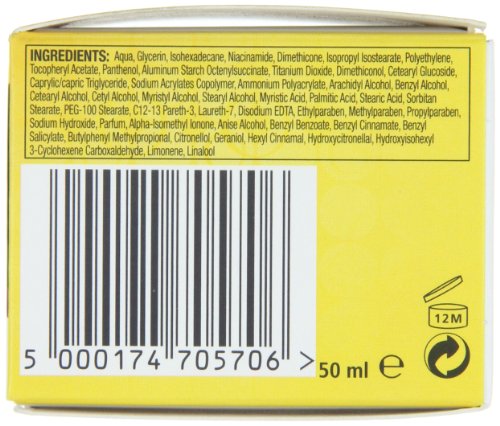 INGREDIENTS: Aqua, Glycerin, Isohexadecane, Niacinamide, Dimethicone, Isopropyl Isostearate, Polyethylene,
Tocopheryl Acetate, Panthenol, Aluminum Starch Octenylsuccinate, Titanium Dioxide, Dimethiconol, Cetearyl Glucoside,
Caprylic/capric Triglyceride, Sodium Acrylates Copolymer, Ammonium Polyacrylate, Arachidyl Alcohol, Benzyl Alcohol,
Cetearyl Alcohol, Cetyl Alcohol, Myristyl Alcohol, Stearyl Alcohol, Myristic Acid, Palmitic Acid, Stearic Acid, Sorbitan
Stearate, PEG-100 Stearate, C12-13 Pareth-3, Laureth-7, Disodium EDTA, Ethylparaben, Methylparaben, Propylparaben,
Sodium Hydroxide, Parfum, Alpha-Isomethyl Ionone, Anise Alcohol, Benzyl Benzoate, Benzyl Cinnamate, Benzyl
Salicylate, Butylphenyl Methylpropional, Citronellol, Geraniol, Hexyl Cinnamal, Hydroxycitronellal, Hydroxyisohexyl
3-Cyclohexene Carboxaldehyde, Limonene, Linalool
12M
5 000174 705706 >
50 ml ℮